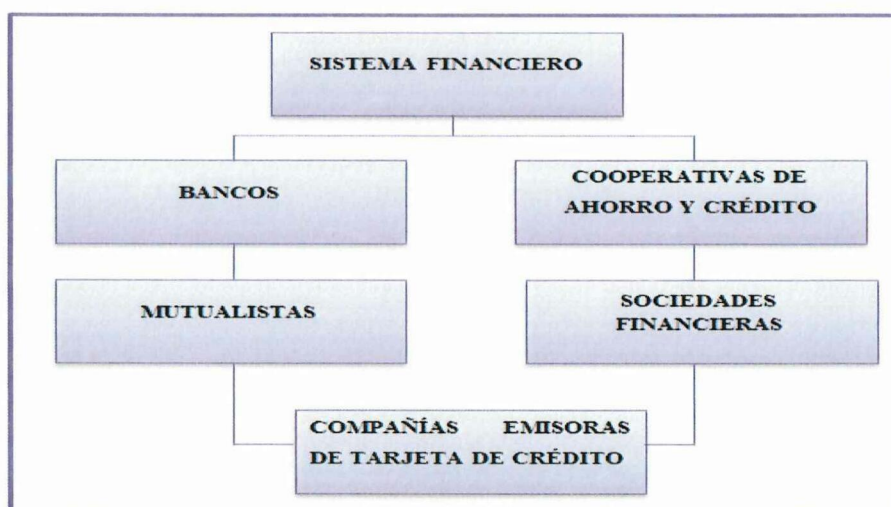 SISTEMA FINANCIERO
BANCOS
COOPERATIVAS DE
AHORRO Y CRÉDITO
MUTUALISTAS
SOCIEDADES
FINANCIERAS
COMPAÑÍAS EMISORAS
DE TARJETA DE CRÉDITO